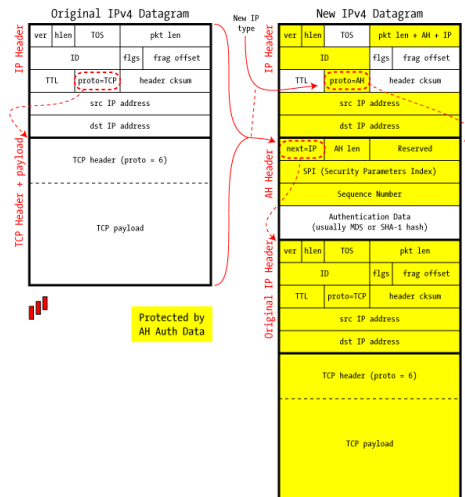 Original IPv4 Datagram
IP Header
ver hlen TOS pkt len
ID flgs frag offset
TTL proto=TCP header cksum
src IP address
dst IP address
TCP Header + payload
TCP header (proto = 6)
TCP payload
Protected by
AH Auth Data
New IP
type
New IPv4 Datagram
IP Header
ver hlen TOS pkt len + AH + IP
ID flgs frag offset
TTL proto=AH header cksum
src IP address
dst IP address
AH Header
next=IP AH len Reserved
SPI (Security Parameters Index)
Sequence Number
Authentication Data
(usually MD5 or SHA-1 hash)
Original IP Header
ver hlen TOS pkt len
ID flgs frag offset
TTL proto=TCP header cksum
src IP address
dst IP address
TCP header (proto = 6)
TCP payload